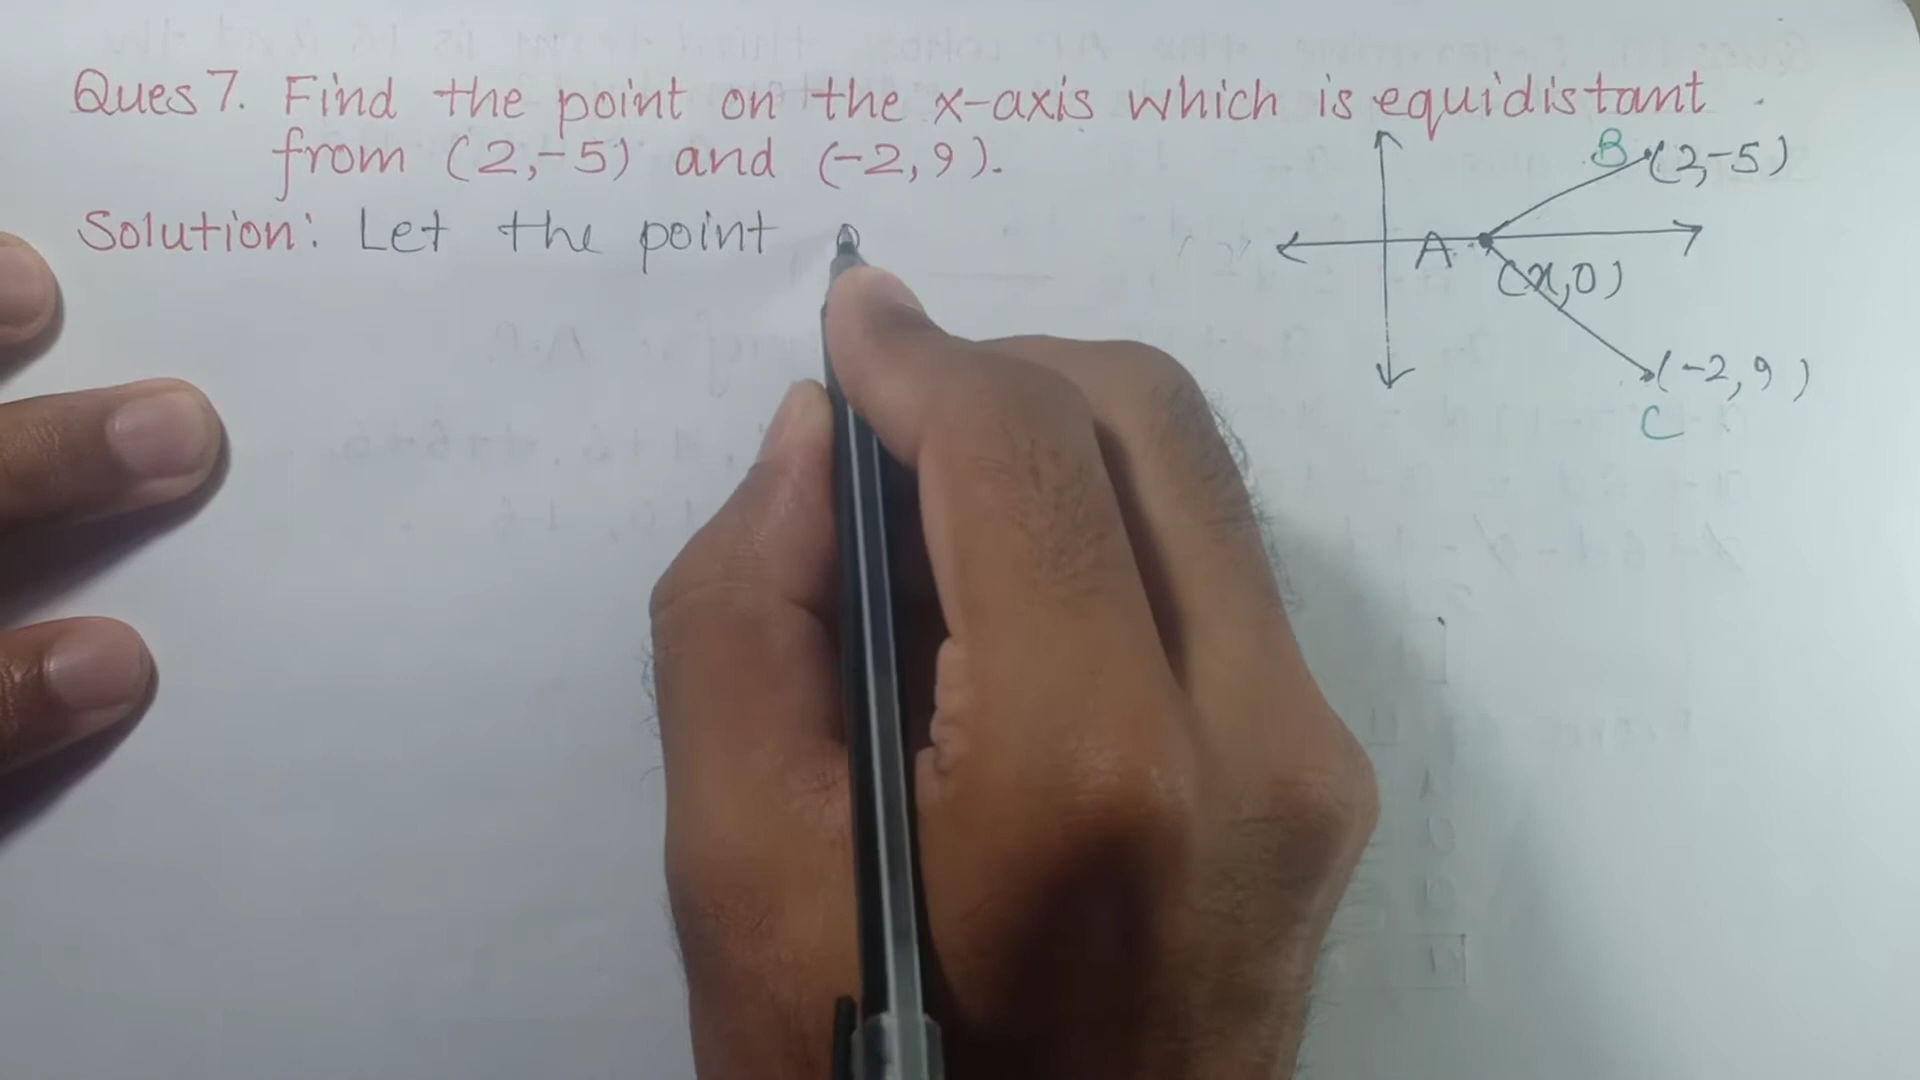 Ques 7. Find the point on the x-axis which is equidistant
from (2,-5) and (-2,9).
Solution: Let the point
B (2,-5)
A (x,0)
(-2,9)
C